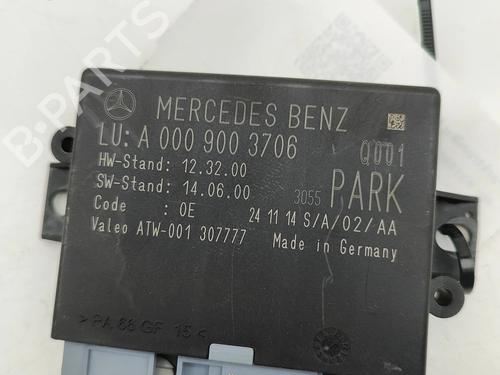 MERCEDES BENZ
LU: A 000 900 3706 Q001
HW-Stand: 12.32.00
SW-Stand: 14.06.00 3055 PARK
Code : 0E 24 11 14 S/A/02/AA
Valeo ATW-001 307777 Made in Germany
>PA 66 GF 15<
B-PARTS